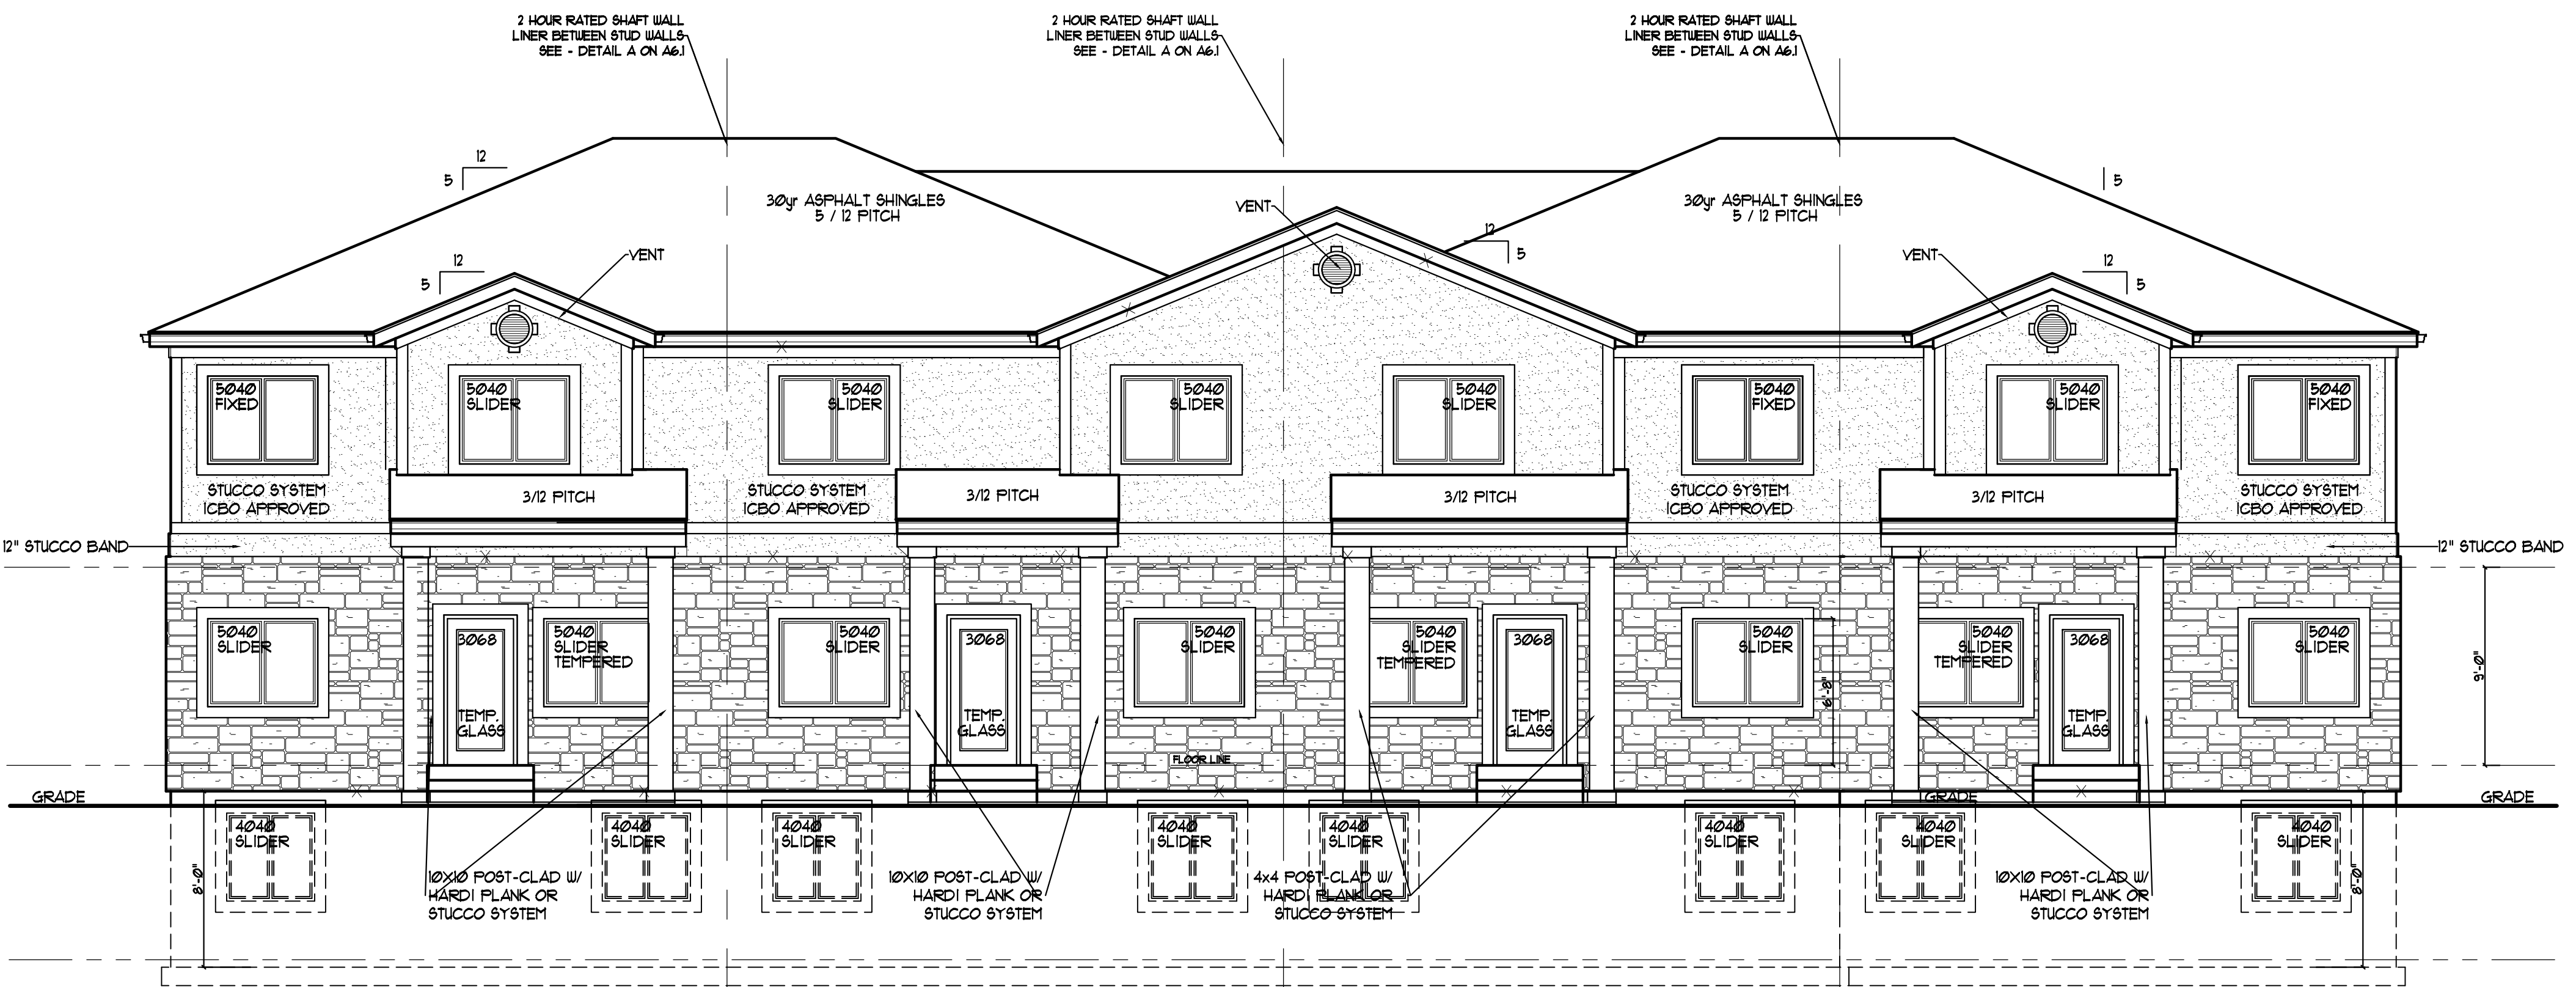 2 HOUR RATED SHAFT WALL
LINER BETWEEN STUD WALLS
SEE - DETAIL A ON A6.1
2 HOUR RATED SHAFT WALL
LINER BETWEEN STUD WALLS
SEE - DETAIL A ON A6.1
2 HOUR RATED SHAFT WALL
LINER BETWEEN STUD WALLS
SEE - DETAIL A ON A6.1
12
5
30yr ASPHALT SHINGLES
5 / 12 PITCH
VENT
30yr ASPHALT SHINGLES
5 / 12 PITCH
5
12
5
12
5
VENT
VENT
12
5
5040
FIXED
5040
SLIDER
5040
SLIDER
5040
SLIDER
5040
SLIDER
5040
FIXED
5040
SLIDER
5040
FIXED
STUCCO SYSTEM
ICBO APPROVED
3/12 PITCH
STUCCO SYSTEM
ICBO APPROVED
3/12 PITCH
3/12 PITCH
STUCCO SYSTEM
ICBO APPROVED
3/12 PITCH
STUCCO SYSTEM
ICBO APPROVED
12" STUCCO BAND
12" STUCCO BAND
5040
SLIDER
3068
TEMP.
GLASS
5040
SLIDER
TEMPERED
5040
SLIDER
3068
TEMP.
GLASS
5040
SLIDER
5040
SLIDER
TEMPERED
3068
TEMP.
GLASS
5040
SLIDER
6'-8"
5040
SLIDER
TEMPERED
3068
TEMP.
GLASS
5040
SLIDER
9'-0"
FLOOR LINE
GRADE
GRADE
GRADE
4040
SLIDER
4040
SLIDER
4040
SLIDER
4040
SLIDER
4040
SLIDER
4040
SLIDER
4040
SLIDER
4040
SLIDER
8'-0"
10X10 POST-CLAD W/
HARDI PLANK OR
STUCCO SYSTEM
10X10 POST-CLAD W/
HARDI PLANK OR
STUCCO SYSTEM
4x4 POST-CLAD W/
HARDI PLANK OR
STUCCO SYSTEM
10X10 POST-CLAD W/
HARDI PLANK OR
STUCCO SYSTEM
8'-0"